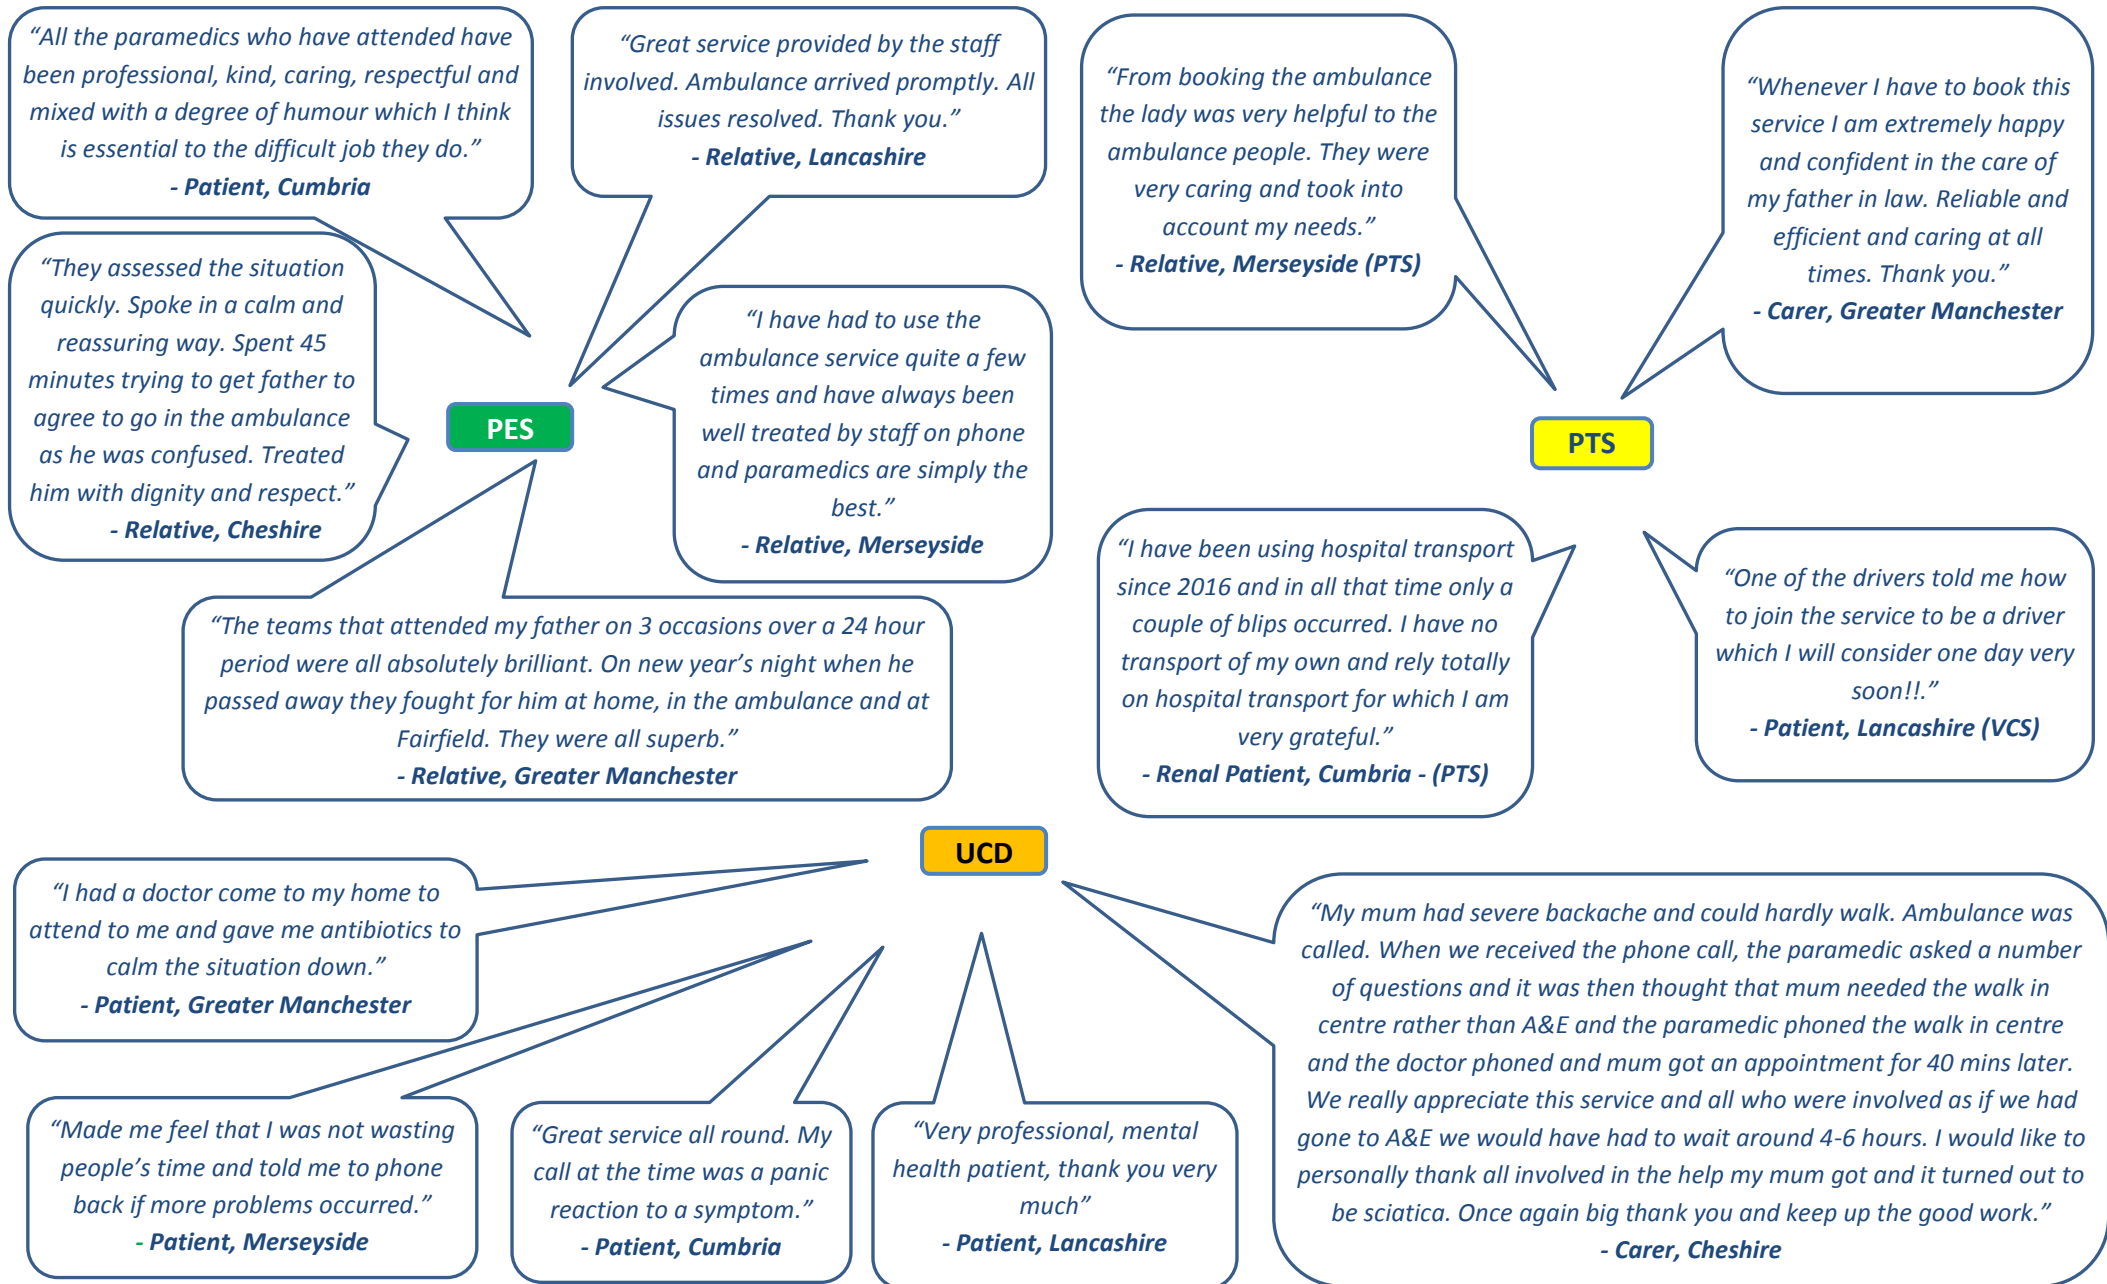 “All the paramedics who have attended have
been professional, kind, caring, respectful and
mixed with a degree of humour which I think
is essential to the difficult job they do.”
- Patient, Cumbria
“Great service provided by the staff
involved. Ambulance arrived promptly. All
issues resolved. Thank you.”
- Relative, Lancashire
“They assessed the situation
quickly. Spoke in a calm and
reassuring way. Spent 45
minutes trying to get father to
agree to go in the ambulance
as he was confused. Treated
him with dignity and respect.”
- Relative, Cheshire
“I have had to use the
ambulance service quite a few
times and have always been
well treated by staff on phone
and paramedics are simply the
best.”
- Relative, Merseyside
PES
“The teams that attended my father on 3 occasions over a 24 hour
period were all absolutely brilliant. On new year’s night when he
passed away they fought for him at home, in the ambulance and at
Fairfield. They were all superb.”
- Relative, Greater Manchester
“From booking the ambulance
the lady was very helpful to the
ambulance people. They were
very caring and took into
account my needs.”
- Relative, Merseyside (PTS)
“Whenever I have to book this
service I am extremely happy
and confident in the care of
my father in law. Reliable and
efficient and caring at all
times. Thank you.”
- Carer, Greater Manchester
PTS
“I have been using hospital transport
since 2016 and in all that time only a
couple of blips occurred. I have no
transport of my own and rely totally
on hospital transport for which I am
very grateful.”
- Renal Patient, Cumbria - (PTS)
“One of the drivers told me how
to join the service to be a driver
which I will consider one day very
soon!!.”
- Patient, Lancashire (VCS)
UCD
“I had a doctor come to my home to
attend to me and gave me antibiotics to
calm the situation down.”
- Patient, Greater Manchester
“Made me feel that I was not wasting
people’s time and told me to phone
back if more problems occurred.”
- Patient, Merseyside
“Great service all round. My
call at the time was a panic
reaction to a symptom.”
- Patient, Cumbria
“Very professional, mental
health patient, thank you very
much”
- Patient, Lancashire
“My mum had severe backache and could hardly walk. Ambulance was
called. When we received the phone call, the paramedic asked a number
of questions and it was then thought that mum needed the walk in
centre rather than A&E and the paramedic phoned the walk in centre
and the doctor phoned and mum got an appointment for 40 mins later.
We really appreciate this service and all who were involved as if we had
gone to A&E we would have had to wait around 4-6 hours. I would like to
personally thank all involved in the help my mum got and it turned out to
be sciatica. Once again big thank you and keep up the good work.”
- Carer, Cheshire